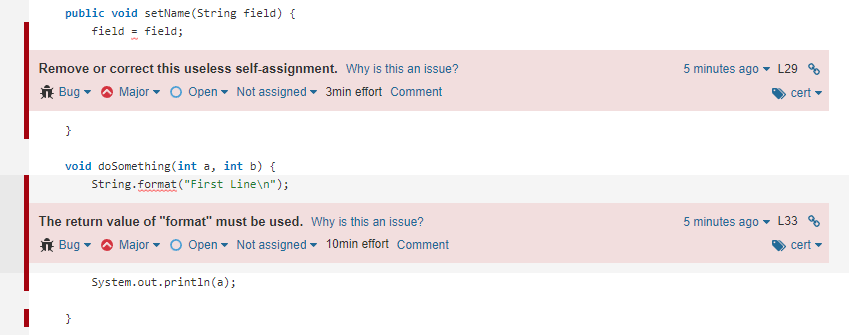 public void setName(String field) {
field = field;
Remove or correct this useless self-assignment. Why is this an issue? 5 minutes ago L29
Bug Major Open Not assigned 3min effort Comment cert
}
void doSomething(int a, int b) {
String.format("First Line\n");
The return value of "format" must be used. Why is this an issue? 5 minutes ago L33
Bug Major Open Not assigned 10min effort Comment cert
System.out.println(a);
}